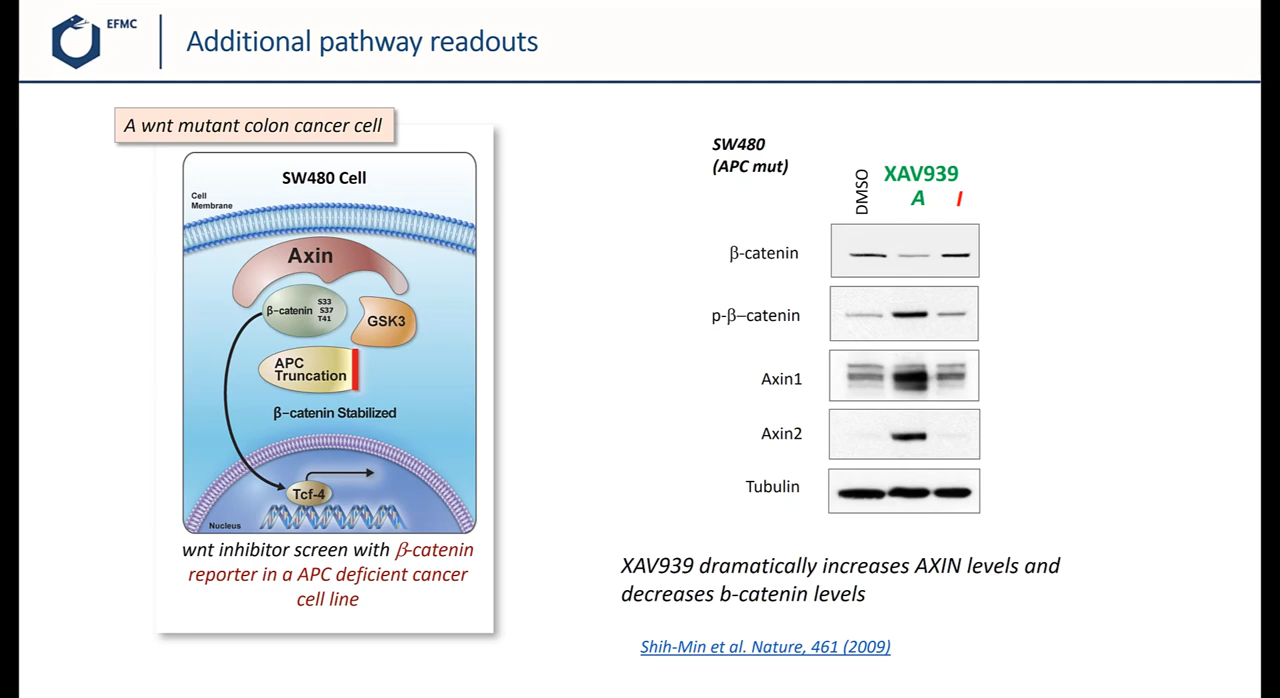 EFMC
Additional pathway readouts
A wnt mutant colon cancer cell
SW480 Cell
Cell
Membrane
Axin
β-catenin
S33
S37
T41
GSK3
APC
Truncation
β-catenin Stabilized
Tcf-4
Nucleus
wnt inhibitor screen with β-catenin
reporter in a APC deficient cancer
cell line
SW480
(APC mut)
DMSO
XAV939
A I
β-catenin
p-β–catenin
Axin1
Axin2
Tubulin
XAV939 dramatically increases AXIN levels and
decreases b-catenin levels
Shih-Min et al. Nature, 461 (2009)